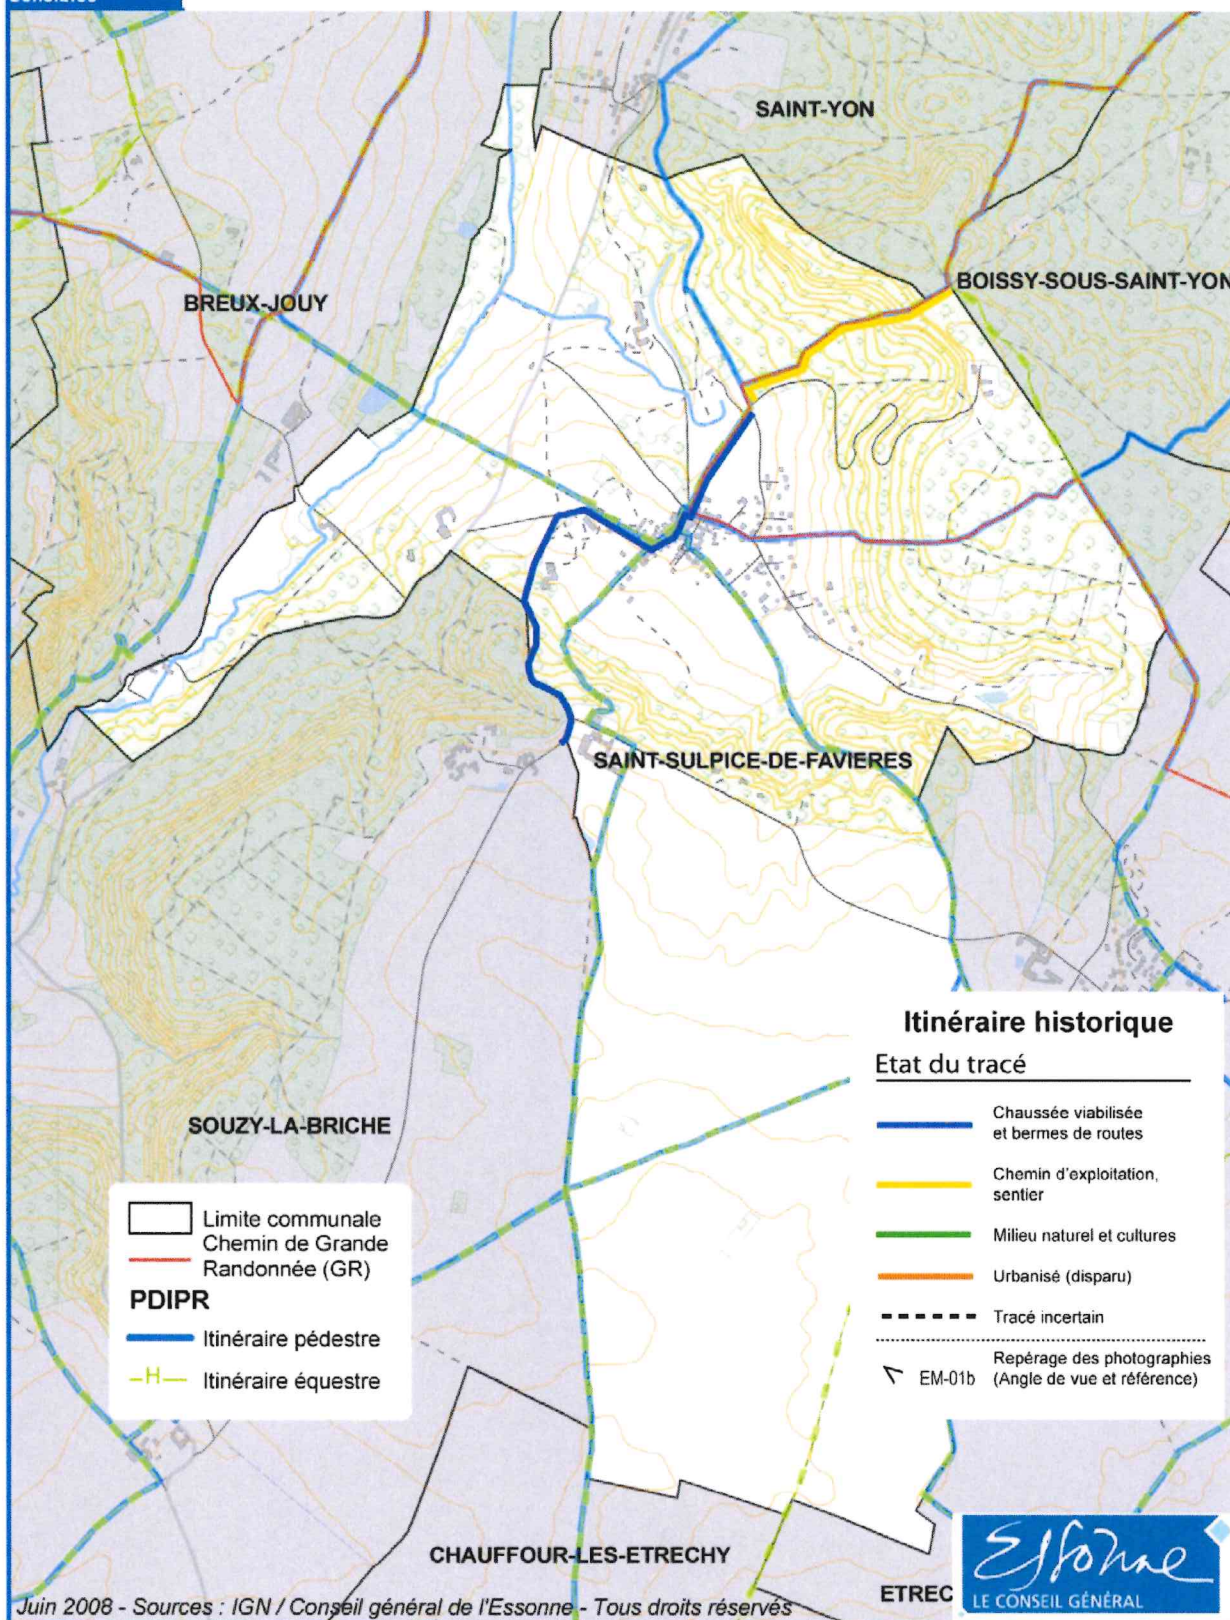 SAINT-YON
BOISSY-SOUS-SAINT-YON
BREUX-JOUY
SAINT-SULPICE-DE-FAVIERES
SOUZY-LA-BRICHE
Limite communale
Chemin de Grande
Randonnée (GR)
PDIPR
Itinéraire pédestre
H Itinéraire équestre
Itinéraire historique
Etat du tracé
Chaussée viabilisée
et bermes de routes
Chemin d'exploitation,
sentier
Milieu naturel et cultures
Urbanisé (disparu)
Tracé incertain
Repérage des photographies
EM-01b (Angle de vue et référence)
CHAUFFOUR-LES-ETRECHY
ETREC
Essonne
LE CONSEIL GÉNÉRAL
Juin 2008 - Sources : IGN / Conseil général de l'Essonne - Tous droits réservés